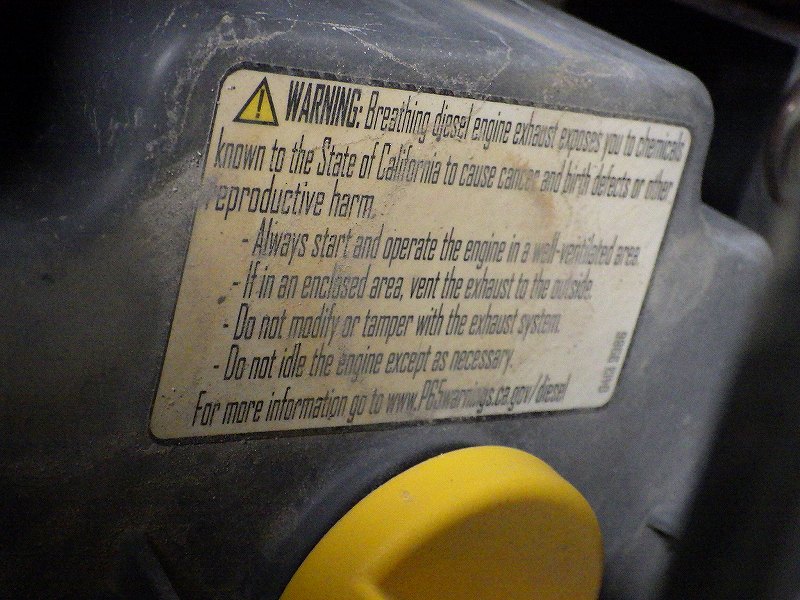 WARNING: Breathing diesel engine exhaust exposes you to chemicals
known to the State of California to cause cancer and birth defects or other
reproductive harm.
- Always start and operate the engine in a well-ventilated area.
- If in an enclosed area, vent the exhaust to the outside.
- Do not modify or tamper with the exhaust system.
- Do not idle the engine except as necessary.
For more information go to www.P65warnings.ca.gov/diesel